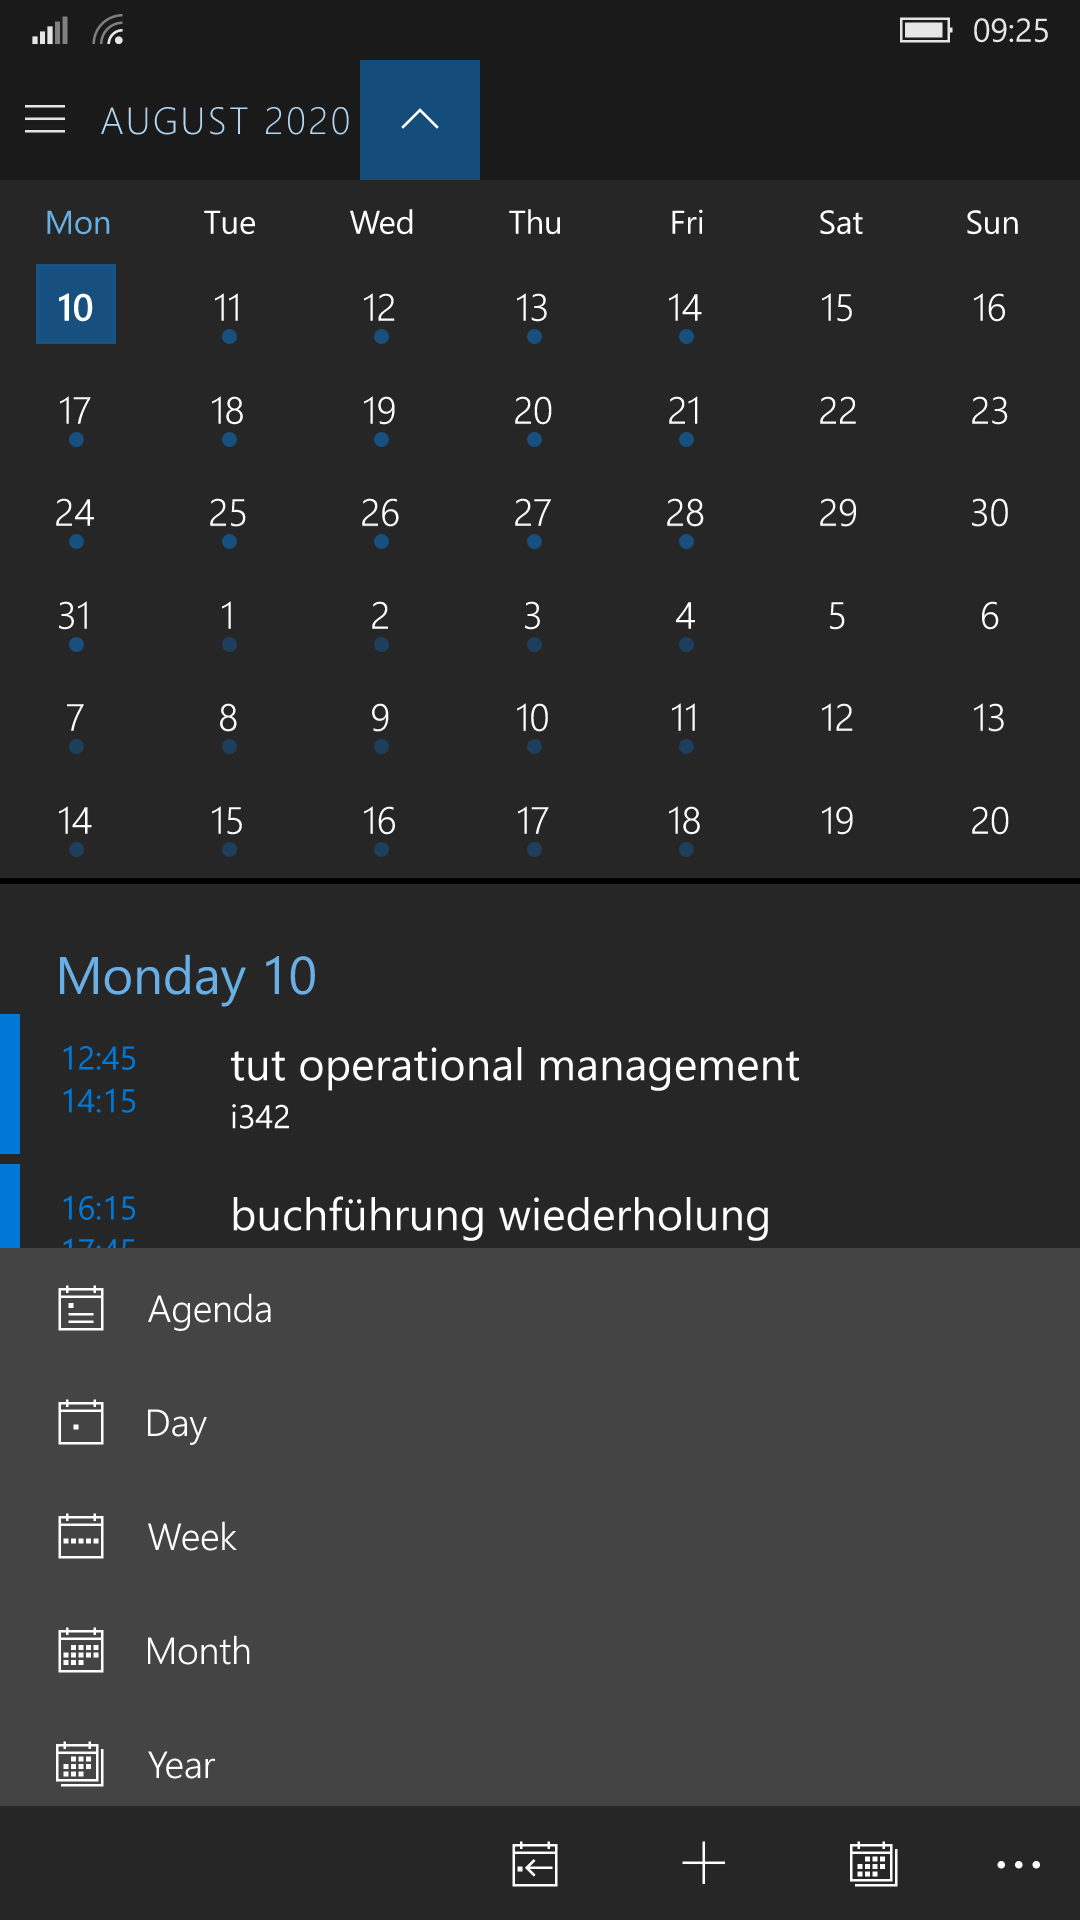 09:25
AUGUST 2020
Mon Tue Wed Thu Fri Sat Sun
10 11 12 13 14 15 16
17 18 19 20 21 22 23
24 25 26 27 28 29 30
31 1 2 3 4 5 6
7 8 9 10 11 12 13
14 15 16 17 18 19 20
Monday 10
12:45 tut operational management
14:15 i342
16:15 buchführung wiederholung
17:45
Agenda
Day
Week
Month
Year